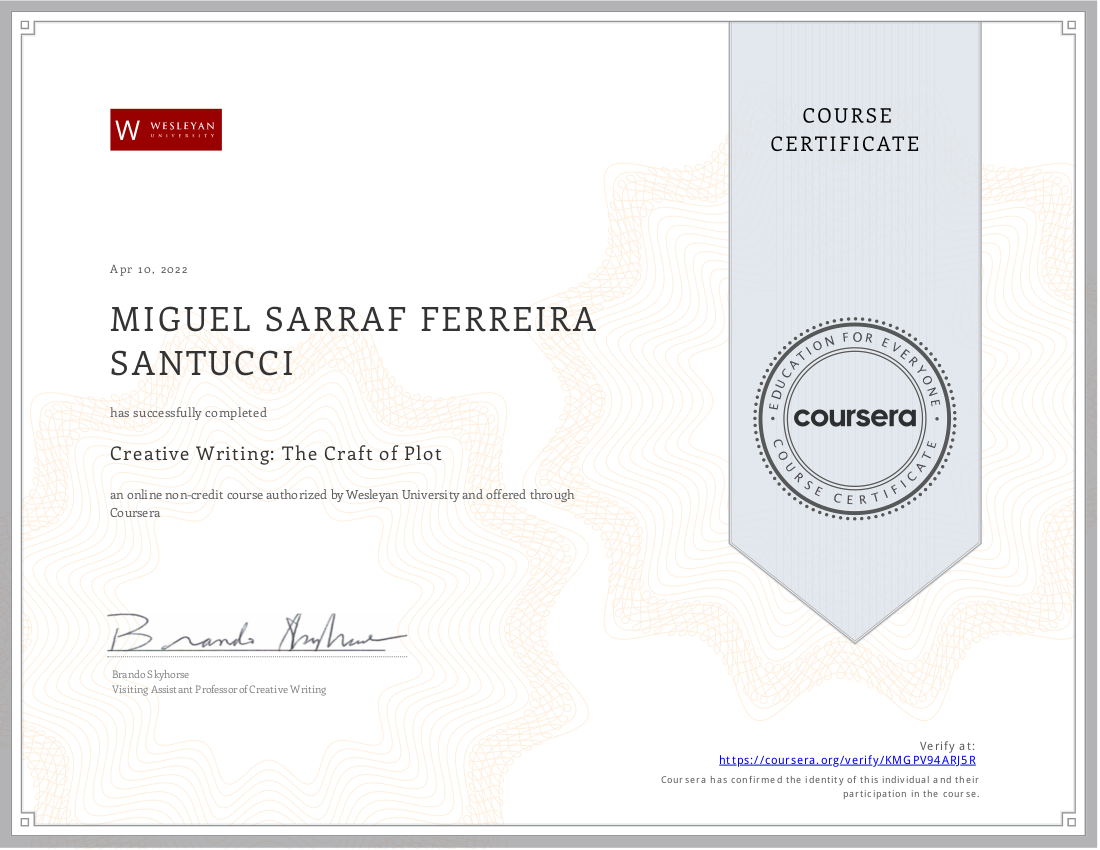 WESLEYAN
UNIVERSITY
COURSE
CERTIFICATE
Apr 10, 2022
MIGUEL SARRAF FERREIRA
SANTUCCI
has successfully completed
Creative Writing: The Craft of Plot
an online non-credit course authorized by Wesleyan University and offered through
Coursera
EDUCATION FOR EVERYONE
coursera
COURSE CERTIFICATE
Brando Skyhorse
Brando Skyhorse
Visiting Assistant Professor of Creative Writing
Verify at:
https://coursera.org/verify/KMGPV94ARJ5R
Coursera has confirmed the identity of this individual and their
participation in the course.